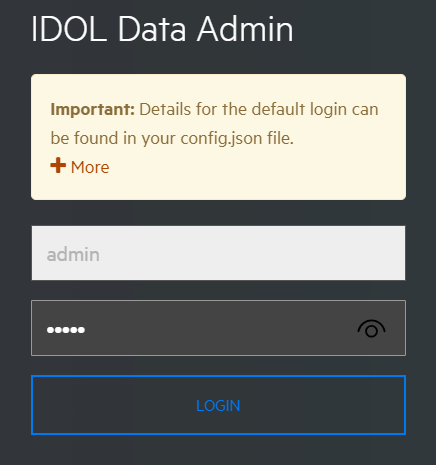 IDOL Data Admin
Important: Details for the default login can
be found in your config.json file.
+ More
admin
•••••
LOGIN